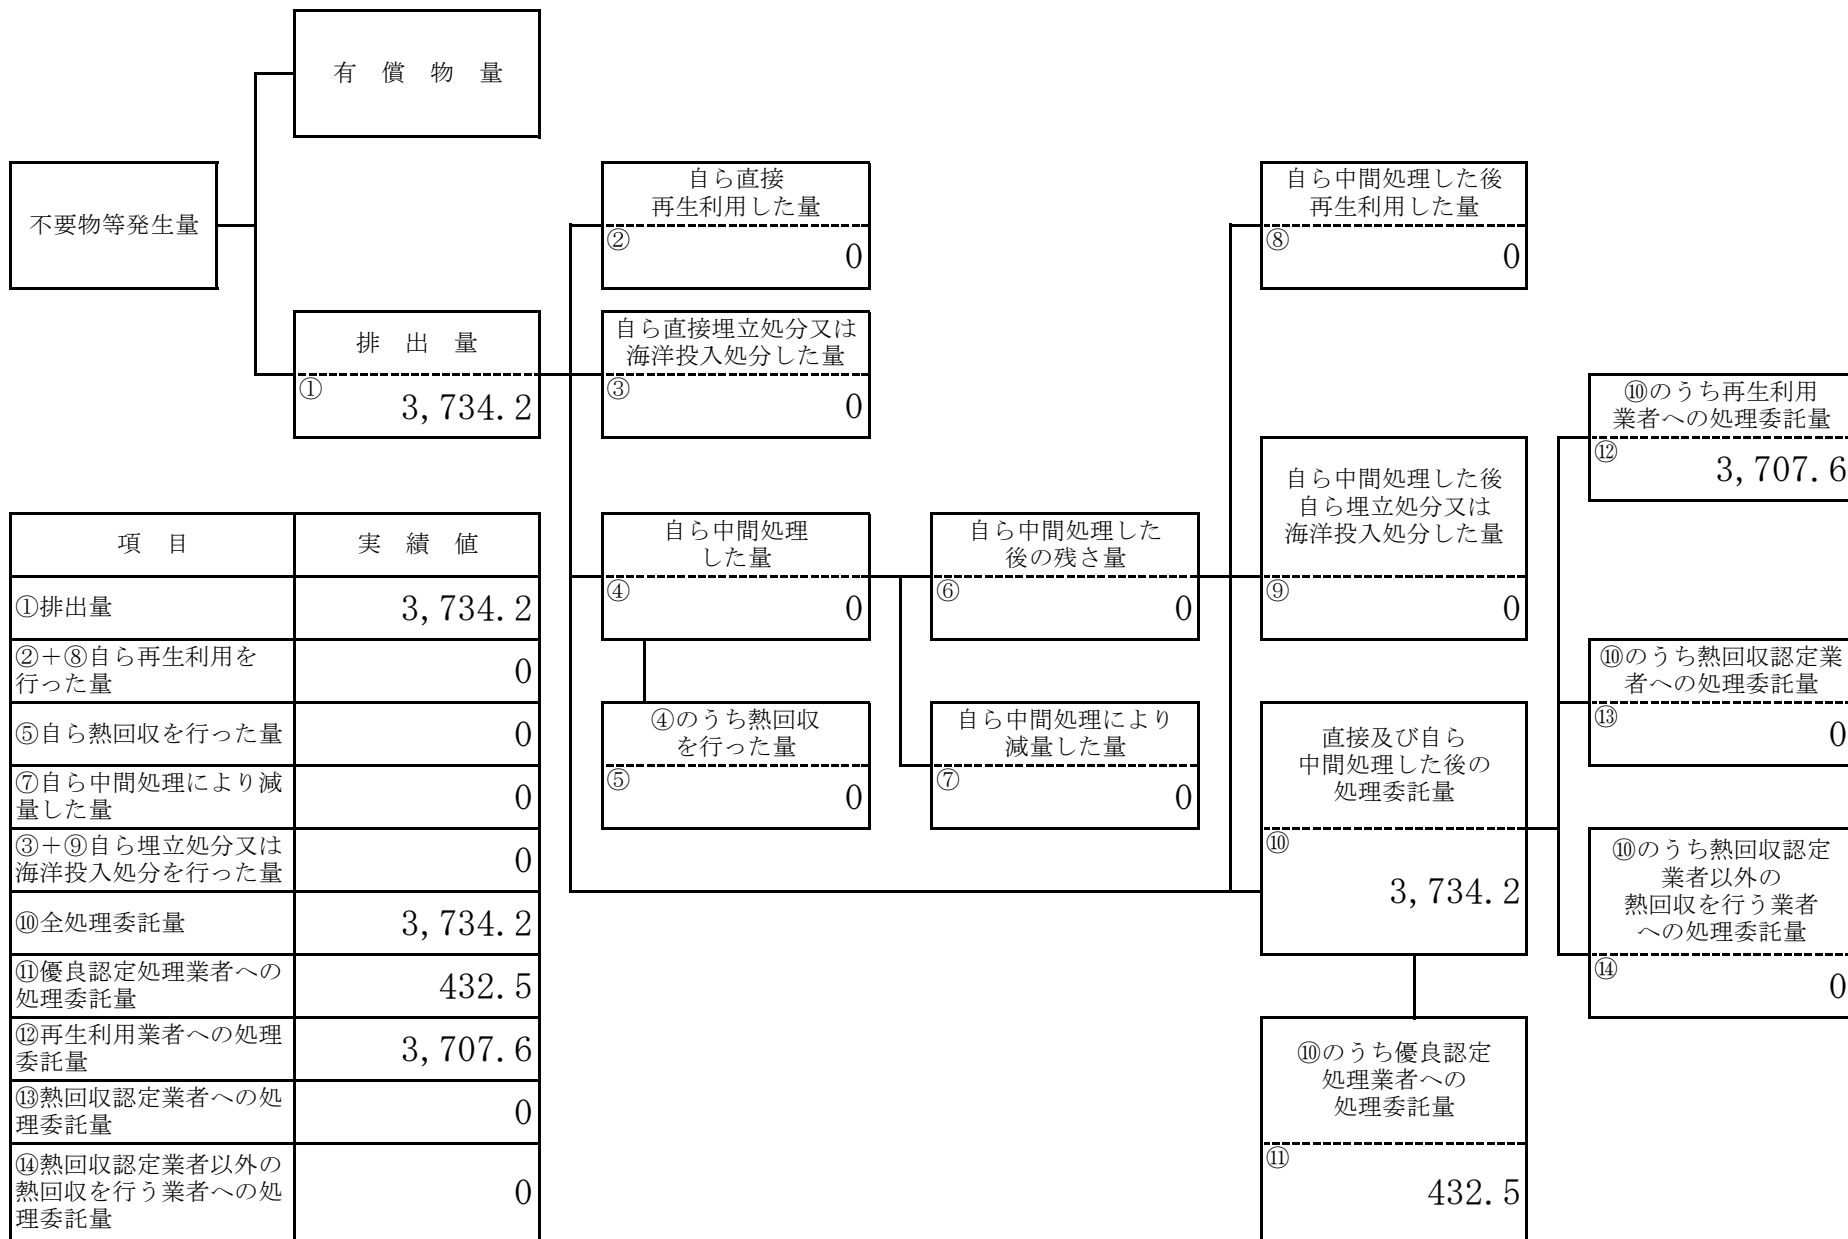 有 償 物 量
不要物等発生量
排 出 量
①
3,734.2
自ら直接
再生利用した量
②
0
自ら直接埋立処分又は
海洋投入処分した量
③
0
自ら中間処理
した量
④
0
④のうち熱回収
を行った量
⑤
0
自ら中間処理した
後の残さ量
⑥
0
自ら中間処理により
減量した量
⑦
0
自ら中間処理した後
再生利用した量
⑧
0
自ら中間処理した後
自ら埋立処分又は
海洋投入処分した量
⑨
0
直接及び自ら
中間処理した後の
処理委託量
⑩
3,734.2
⑩のうち優良認定
処理業者への
処理委託量
⑪
432.5
⑩のうち再生利用
業者への処理委託量
⑫
3,707.6
⑩のうち熱回収認定業
者への処理委託量
⑬
0
⑩のうち熱回収認定
業者以外の
熱回収を行う業者
への処理委託量
⑭
0
項 目 実 績 値
①排出量 3,734.2
②+⑧自ら再生利用を
行った量 0
⑤自ら熱回収を行った量 0
⑦自ら中間処理により減
量した量 0
③+⑨自ら埋立処分又は
海洋投入処分を行った量 0
⑩全処理委託量 3,734.2
⑪優良認定処理業者への
処理委託量 432.5
⑫再生利用業者への処理
委託量 3,707.6
⑬熱回収認定業者への処
理委託量 0
⑭熱回収認定業者以外の
熱回収を行う業者への処
理委託量 0